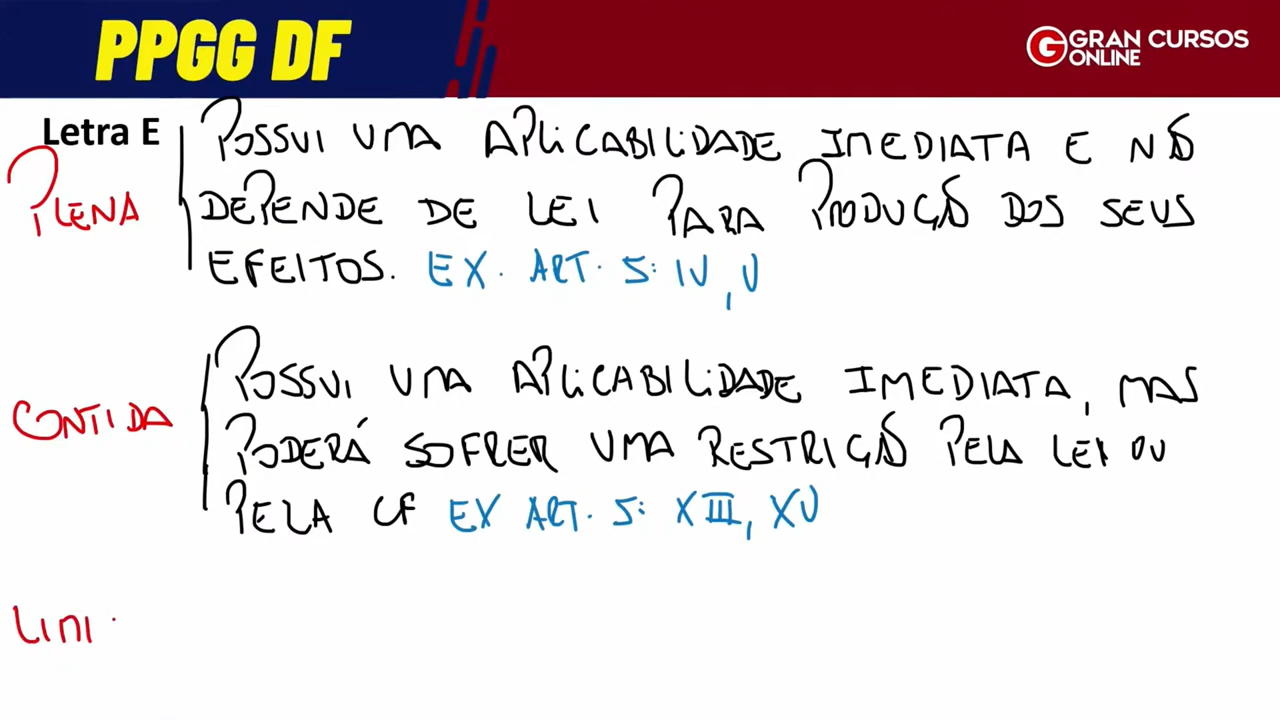 PPGG DF
GRAN CURSOS
ONLINE
Letra E
PLENA
POSSUI UMA APLICABILIDADE IMEDIATA E NÃO
DEPENDE DE LEI PARA PRODUÇÃO DOS SEUS
EFEITOS. EX. ART. 5: IV, V
CONTIDA
POSSUI UMA APLICABILIDADE IMEDIATA, MAS
PODERÁ SOFRER UMA RESTRIÇÃO PELA LEI OU
PELA CF EX ART. 5: XIII, XV
LIMI